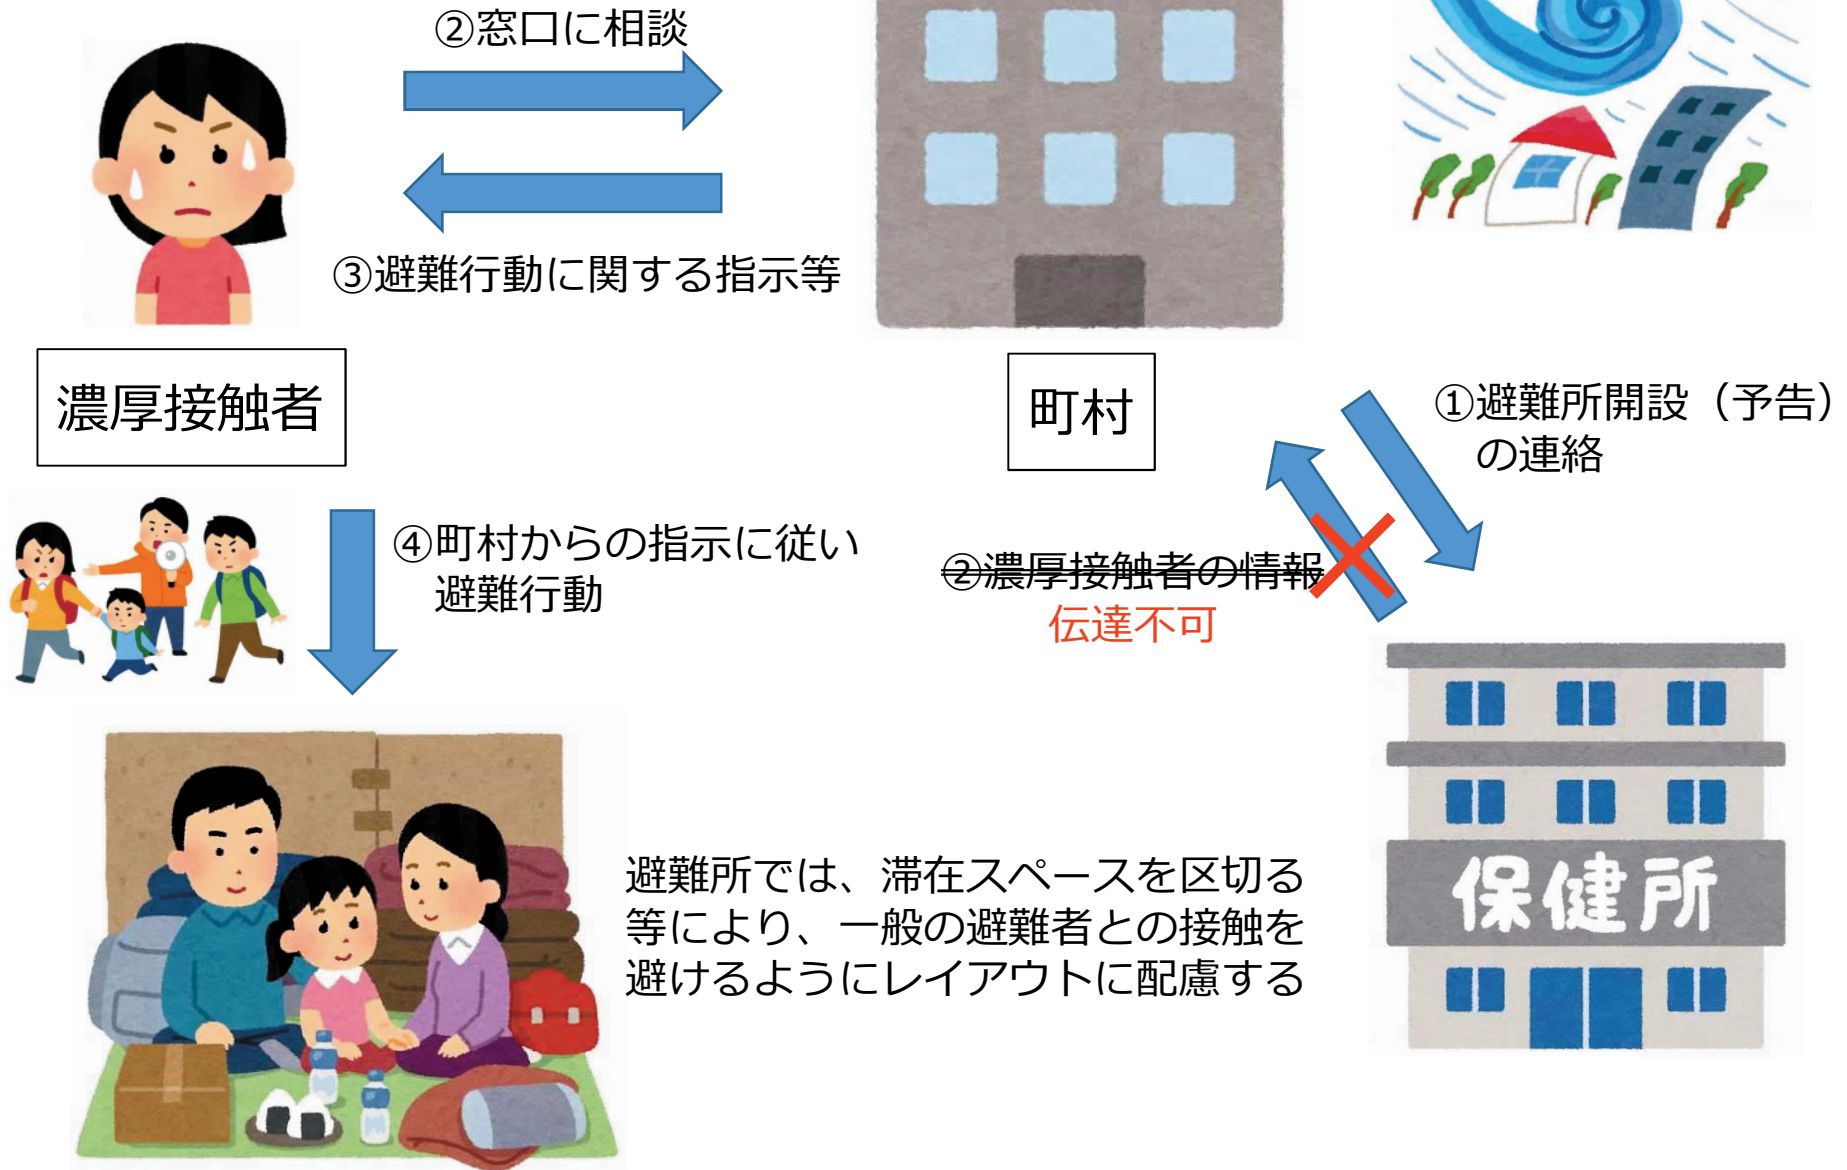 ②窓口に相談
③避難行動に関する指示等
濃厚接触者
町村
①避難所開設（予告）
の連絡
④町村からの指示に従い
避難行動
②濃厚接触者の情報
伝達不可
避難所では、滞在スペースを区切る
等により、一般の避難者との接触を
避けるようにレイアウトに配慮する
保健所